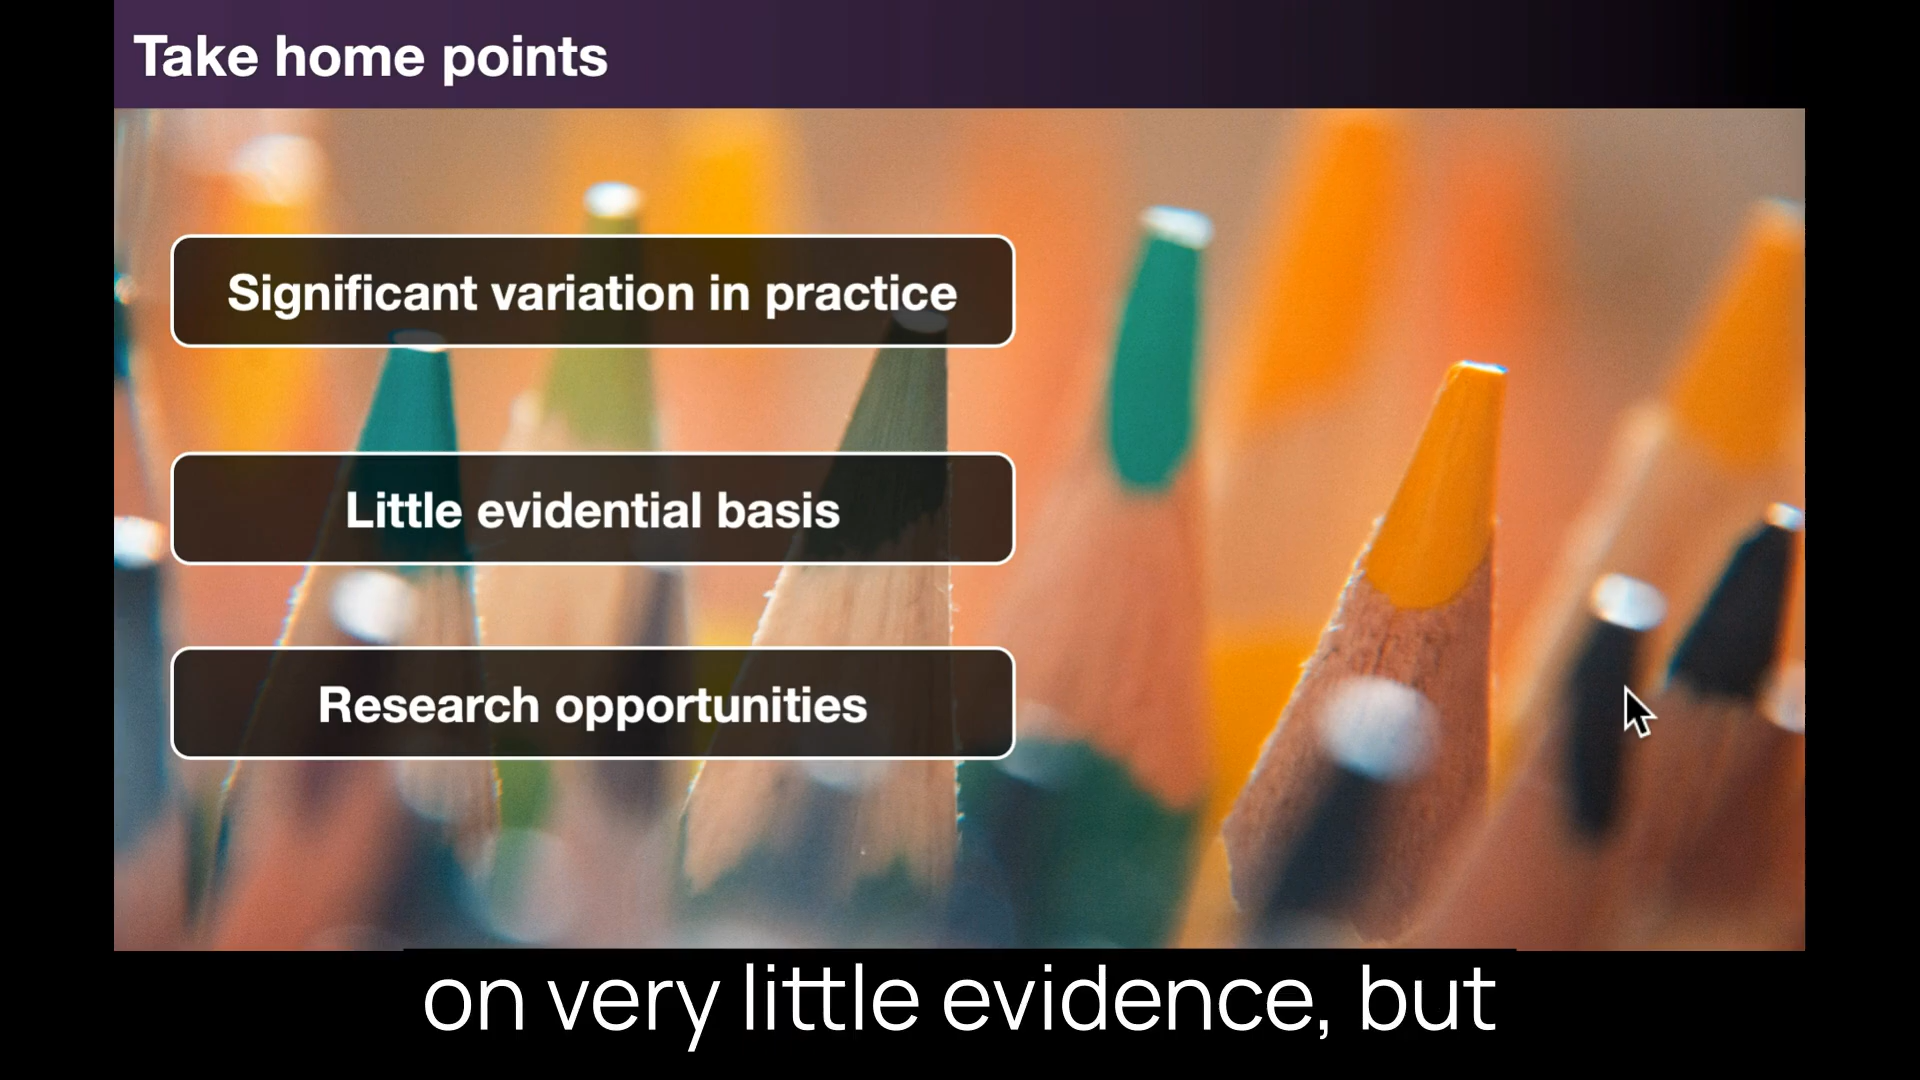 Take home points
Significant variation in practice
Little evidential basis
Research opportunities
on very little evidence, but